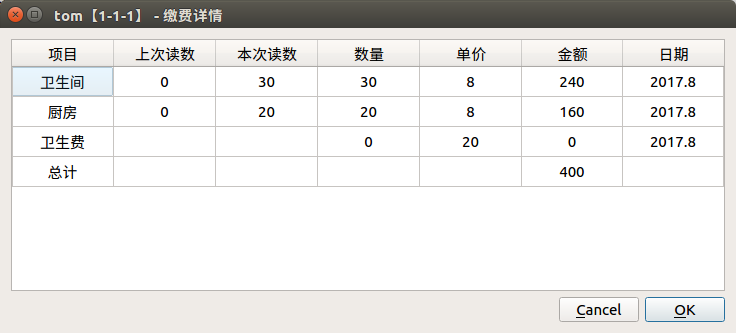 tom【1-1-1】 - 缴费详情
项目 上次读数 本次读数 数量 单价 金额 日期
卫生间 0 30 30 8 240 2017.8
厨房 0 20 20 8 160 2017.8
卫生费 0 20 0 2017.8
总计 400
Cancel OK